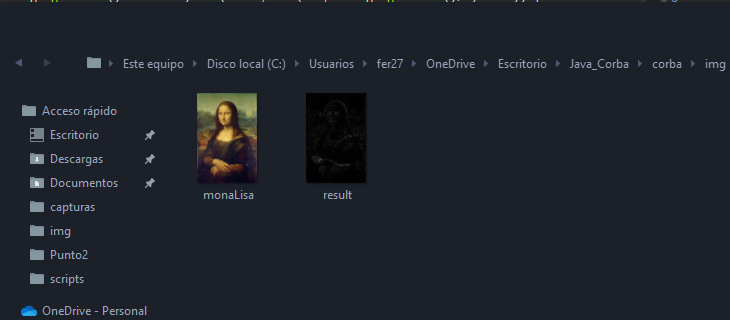 Este equipo Disco local (C:) Usuarios fer27 OneDrive Escritorio Java_Corba corba img
Acceso rápido
Escritorio
Descargas
Documentos
capturas
img
Punto2
scripts
OneDrive - Personal
monaLisa
result